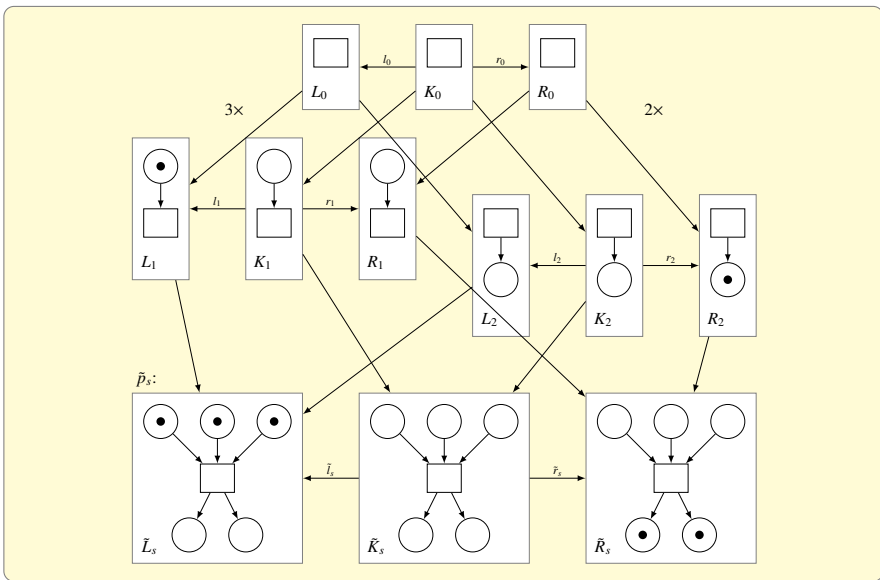 l₀ r₀
L₀ K₀ R₀
3× 2×
l₁ r₁
L₁ K₁ R₁
l₂ r₂
L₂ K₂ R₂
p̃ₛ:
l̃ₛ r̃ₛ
L̃ₛ K̃ₛ R̃ₛ